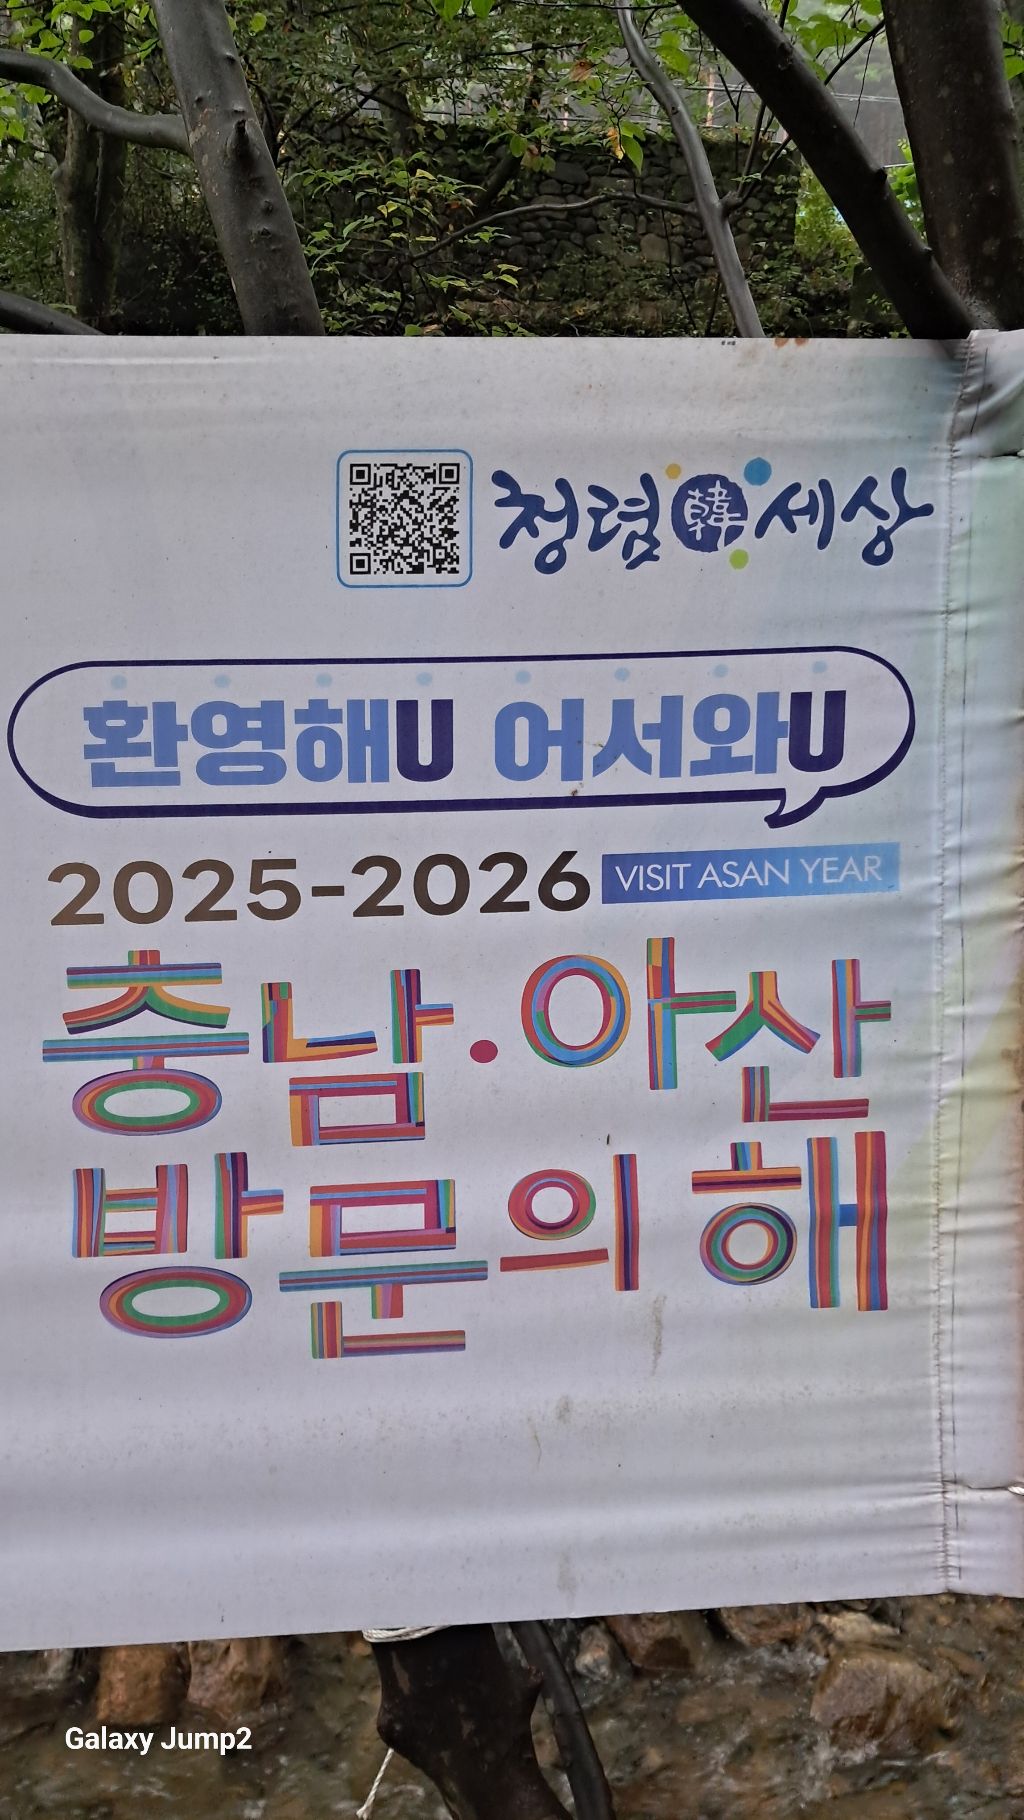 청렴韓세상
환영해U 어서와U
2025-2026 VISIT ASAN YEAR
충남·아산
방문의해
Galaxy Jump2